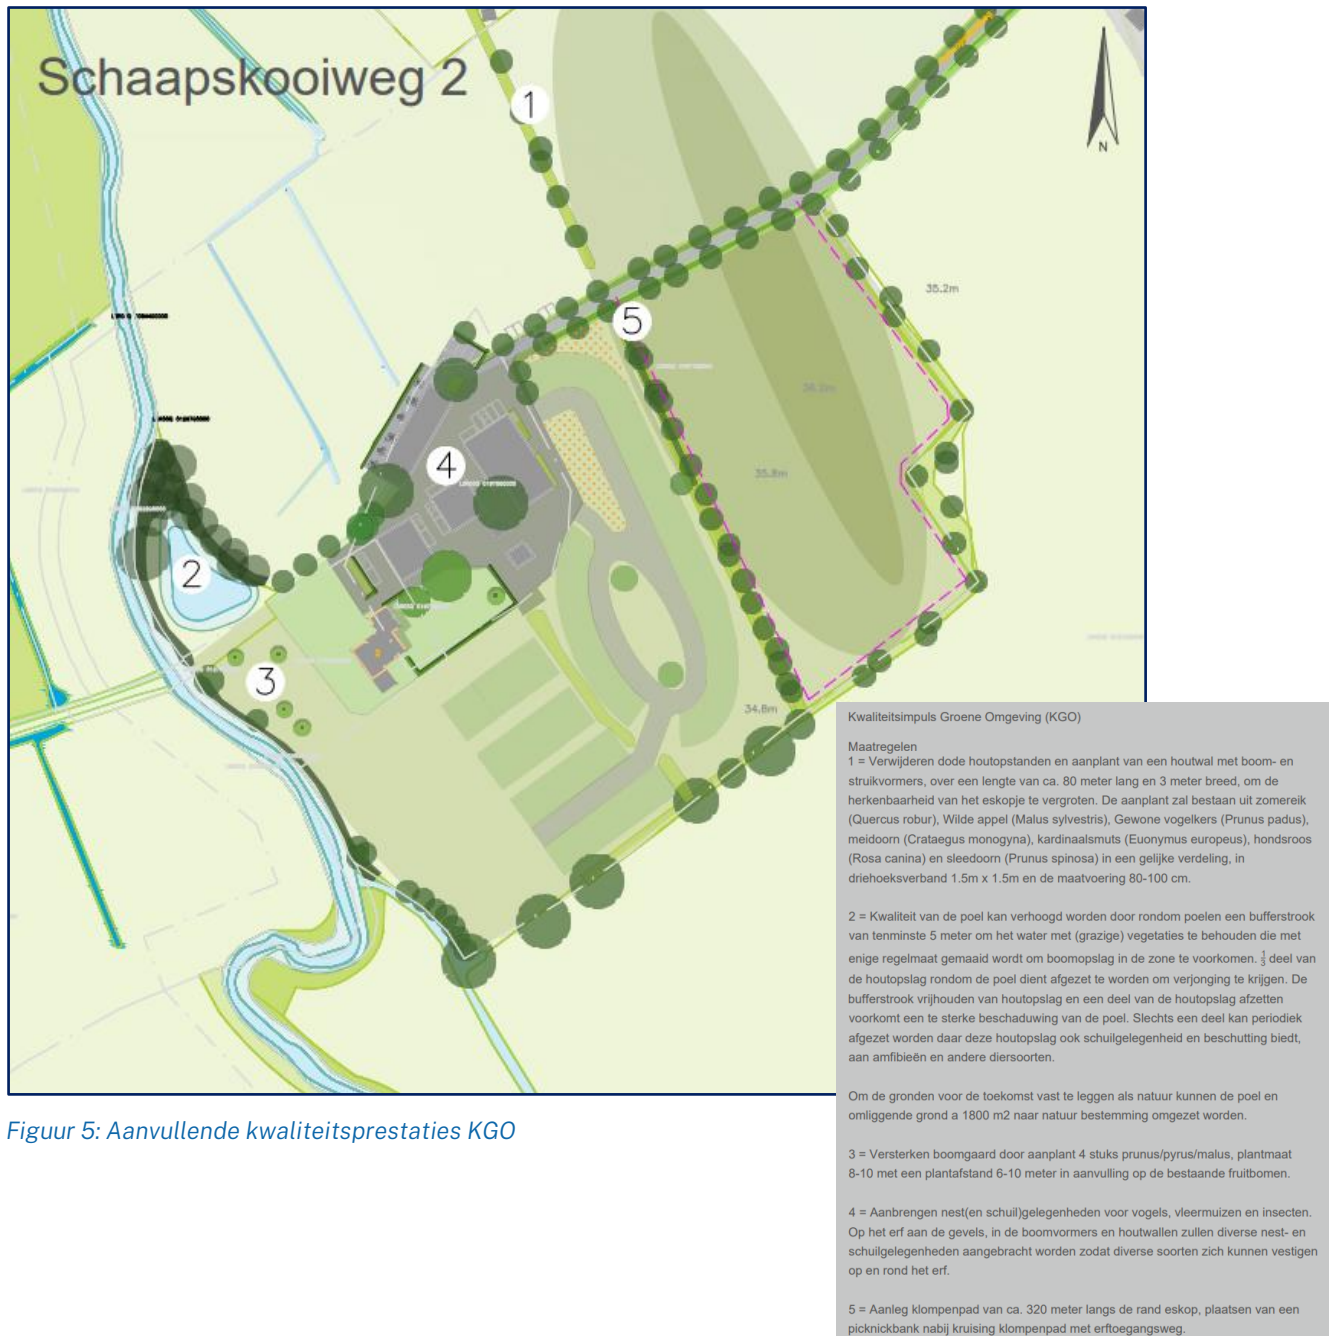 Schaapskooiweg 2
1
N
35.2m
5
4
35.8m
2
3
34.8m
Figuur 5: Aanvullende kwaliteitsprestaties KGO
Kwaliteitsimpuls Groene Omgeving (KGO)
Maatregelen
1 = Verwijderen dode houtopstanden en aanplant van een houtwal met boom- en
struikvormers, over een lengte van ca. 80 meter lang en 3 meter breed, om de
herkenbaarheid van het eskopje te vergroten. De aanplant zal bestaan uit zomereik
(Quercus robur), Wilde appel (Malus sylvestris), Gewone vogelkers (Prunus padus),
meidoorn (Crataegus monogyna), kardinaalsmuts (Euonymus europeus), hondsroos
(Rosa canina) en sleedoorn (Prunus spinosa) in een gelijke verdeling, in
driehoeksverband 1.5m x 1.5m en de maatvoering 80-100 cm.
2 = Kwaliteit van de poel kan verhoogd worden door rondom poelen een bufferstrook
van tenminste 5 meter om het water met (grazige) vegetaties te behouden die met
enige regelmaat gemaaid wordt om boomopslag in de zone te voorkomen. 1/3 deel van
de houtopslag rondom de poel dient afgezet te worden om verjonging te krijgen. De
bufferstrook vrijhouden van houtopslag en een deel van de houtopslag afzetten
voorkomt een te sterke beschaduwing van de poel. Slechts een deel kan periodiek
afgezet worden daar deze houtopslag ook schuilgelegenheid en beschutting biedt,
aan amfibieën en andere diersoorten.
Om de gronden voor de toekomst vast te leggen als natuur kunnen de poel en
omliggende grond a 1800 m2 naar natuur bestemming omgezet worden.
3 = Versterken boomgaard door aanplant 4 stuks prunus/pyrus/malus, plantmaat
8-10 met een plantafstand 6-10 meter in aanvulling op de bestaande fruitbomen.
4 = Aanbrengen nest(en schuil)gelegenheden voor vogels, vleermuizen en insecten.
Op het erf aan de gevels, in de boomvormers en houtwallen zullen diverse nest- en
schuilgelegenheden aangebracht worden zodat diverse soorten zich kunnen vestigen
op en rond het erf.
5 = Aanleg klompenpad van ca. 320 meter langs de rand eskop, plaatsen van een
picknickbank nabij kruising klompenpad met erftoegangsweg.